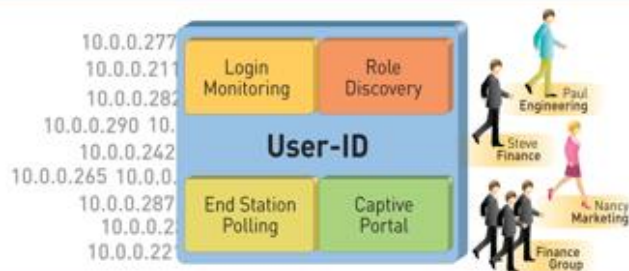 10.0.0.277
10.0.0.211
10.0.0.282
10.0.0.290 10.
10.0.0.242
10.0.0.265 10.0.0.
10.0.0.287
10.0.0.2
10.0.0.22
Login
Monitoring
Role
Discovery
User-ID
End Station
Polling
Captive
Portal
Paul
Engineering
Steve
Finance
Nancy
Marketing
Finance
Group